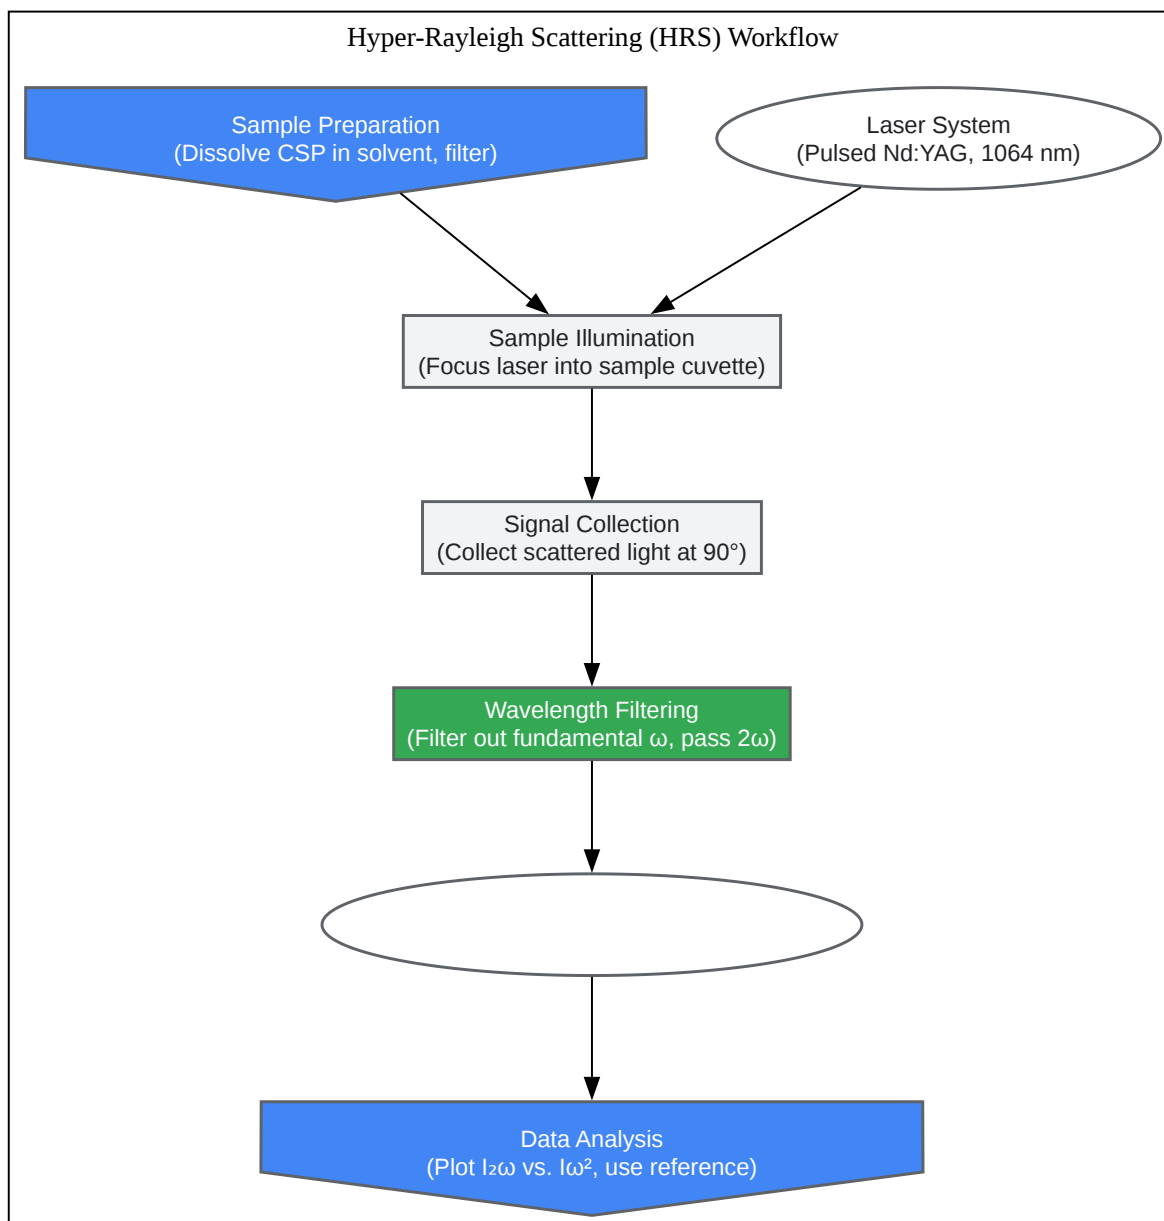 Hyper-Rayleigh Scattering (HRS) Workflow
Sample Preparation
(Dissolve CSP in solvent, filter)
Laser System
(Pulsed Nd:YAG, 1064 nm)
Sample Illumination
(Focus laser into sample cuvette)
Signal Collection
(Collect scattered light at 90°)
Wavelength Filtering
(Filter out fundamental ω, pass 2ω)
Data Analysis
(Plot I₂ω vs. Iω², use reference)